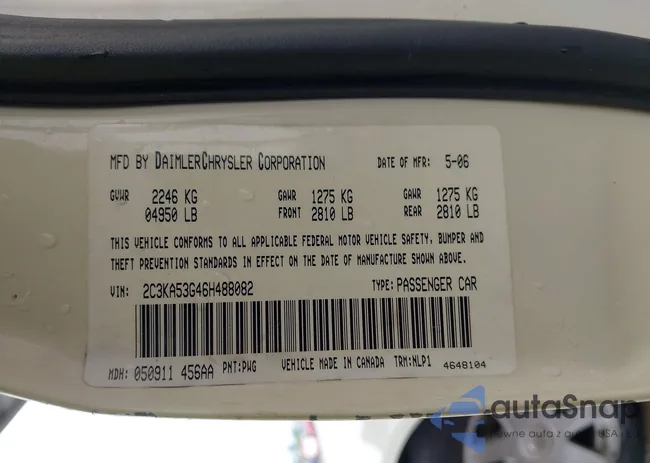 MFD BY DAIMLERCHRYSLER CORPORATION DATE OF MFR: 5-06
GVWR 2246 KG GAWR 1275 KG GAWR 1275 KG
04950 LB FRONT 2810 LB REAR 2810 LB
THIS VEHICLE CONFORMS TO ALL APPLICABLE FEDERAL MOTOR VEHICLE SAFETY, BUMPER AND
THEFT PREVENTION STANDARDS IN EFFECT ON THE DATE OF MANUFACTURE SHOWN ABOVE.
VIN: 2C3KA53G46H488082 TYPE: PASSENGER CAR
MDH: 050911 456AA PNT:PWG VEHICLE MADE IN CANADA TRM:NLP1 4648104
autaSnap
auta z